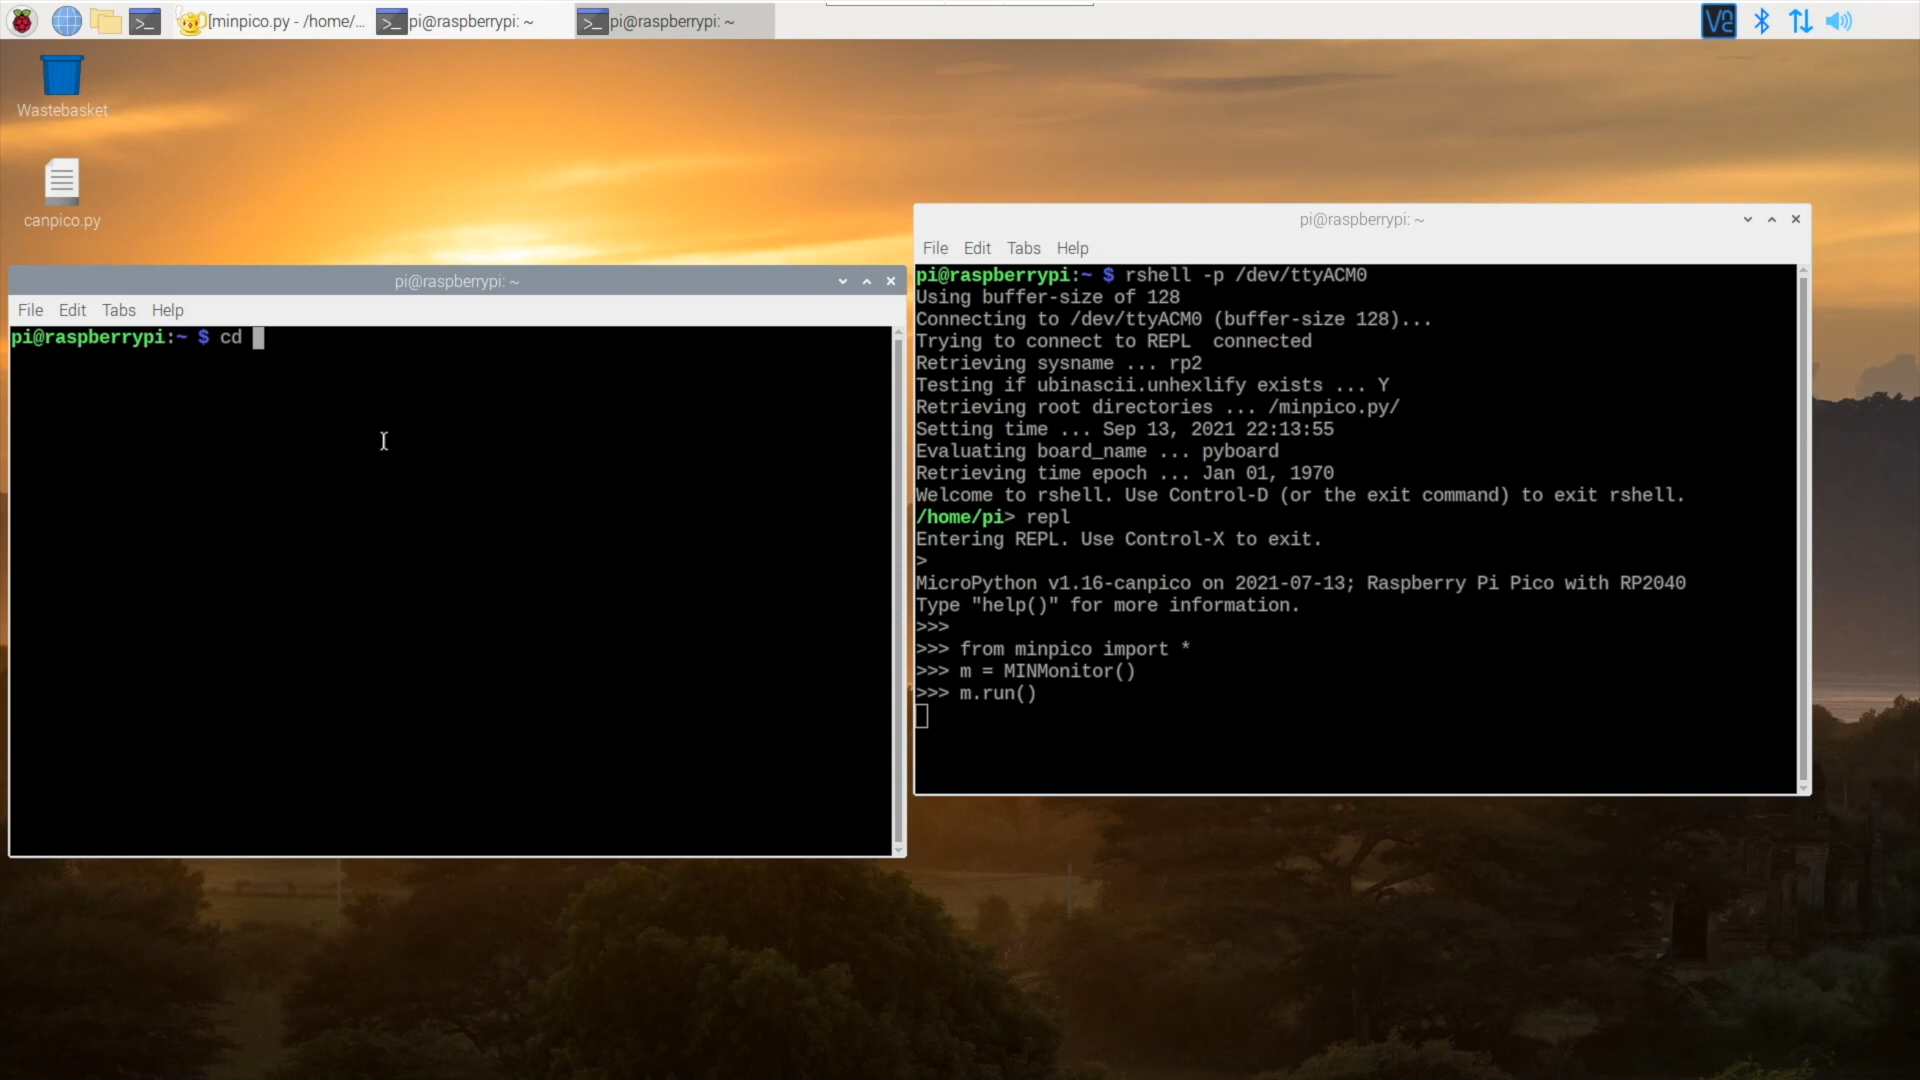 [minpico.py - /home/...
pi@raspberrypi: ~
pi@raspberrypi: ~
Wastebasket
canpico.py
pi@raspberrypi: ~
File Edit Tabs Help
pi@raspberrypi:~ $ cd
pi@raspberrypi: ~
File Edit Tabs Help
pi@raspberrypi:~ $ rshell -p /dev/ttyACM0
Using buffer-size of 128
Connecting to /dev/ttyACM0 (buffer-size 128)...
Trying to connect to REPL  connected
Retrieving sysname ... rp2
Testing if ubinascii.unhexlify exists ... Y
Retrieving root directories ... /minpico.py/
Setting time ... Sep 13, 2021 22:13:55
Evaluating board_name ... pyboard
Retrieving time epoch ... Jan 01, 1970
Welcome to rshell. Use Control-D (or the exit command) to exit rshell.
/home/pi> repl
Entering REPL. Use Control-X to exit.
>
MicroPython v1.16-canpico on 2021-07-13; Raspberry Pi Pico with RP2040
Type "help()" for more information.
>>>
>>> from minpico import *
>>> m = MINMonitor()
>>> m.run()